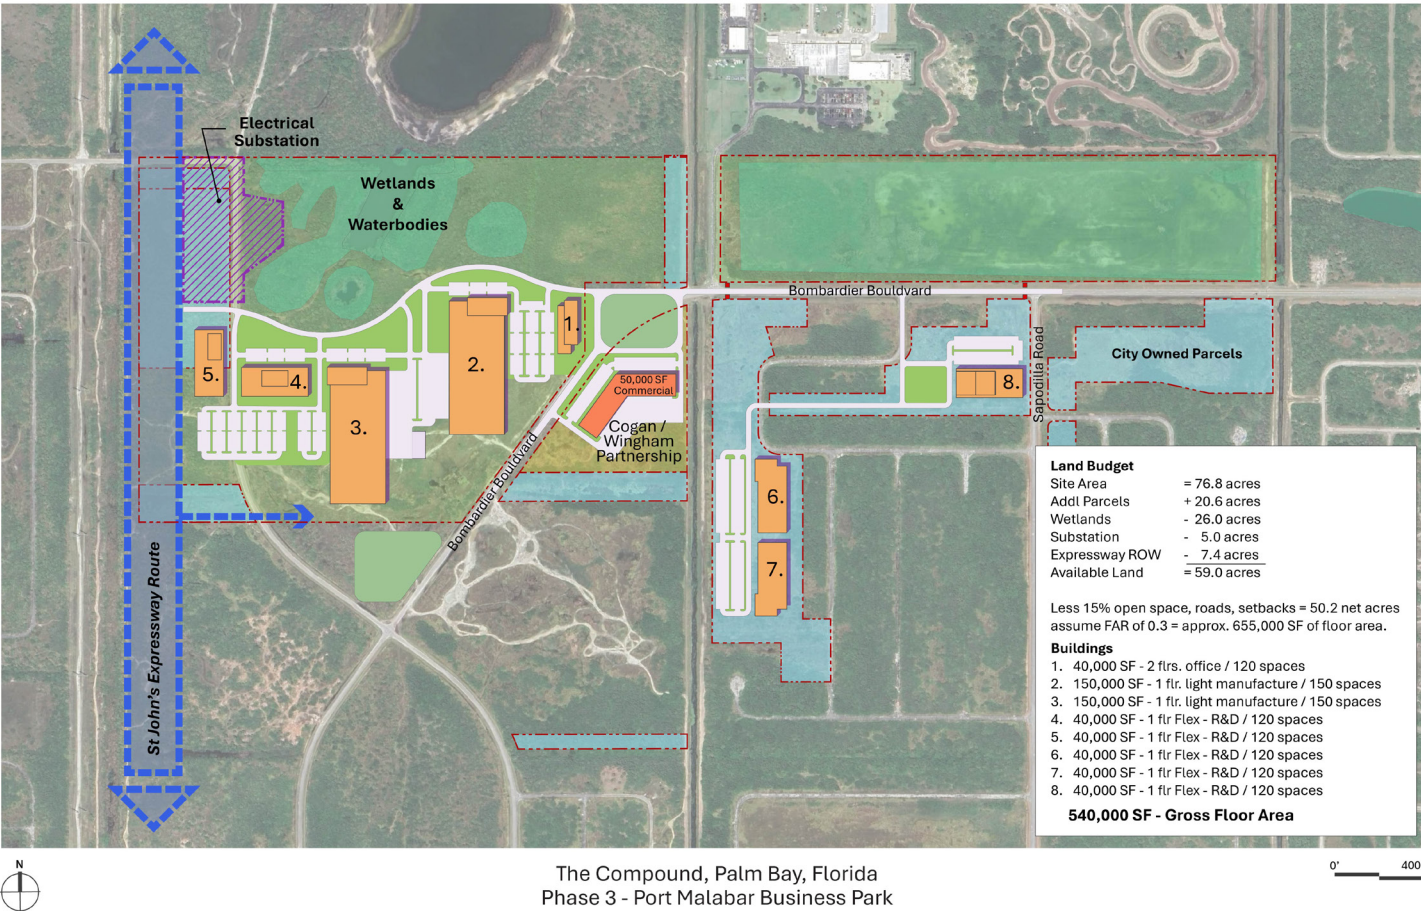 Electrical
Substation
Wetlands
&
Waterbodies
Bombardier Bouldvard
1.
2.
3.
4.
5.
50,000 SF
Commercial
Cogan /
Wingham
Partnership
Bombardier Bouldvard
8.
Sapodilla Road
City Owned Parcels
6.
7.
St John's Expressway Route
Land Budget
Site Area = 76.8 acres
Addl Parcels + 20.6 acres
Wetlands - 26.0 acres
Substation - 5.0 acres
Expressway ROW - 7.4 acres
Available Land = 59.0 acres
Less 15% open space, roads, setbacks = 50.2 net acres
assume FAR of 0.3 = approx. 655,000 SF of floor area.
Buildings
1. 40,000 SF - 2 flrs. office / 120 spaces
2. 150,000 SF - 1 flr. light manufacture / 150 spaces
3. 150,000 SF - 1 flr. light manufacture / 150 spaces
4. 40,000 SF - 1 flr Flex - R&D / 120 spaces
5. 40,000 SF - 1 flr Flex - R&D / 120 spaces
6. 40,000 SF - 1 flr Flex - R&D / 120 spaces
7. 40,000 SF - 1 flr Flex - R&D / 120 spaces
8. 40,000 SF - 1 flr Flex - R&D / 120 spaces
540,000 SF - Gross Floor Area
N
The Compound, Palm Bay, Florida
Phase 3 - Port Malabar Business Park
0' 400